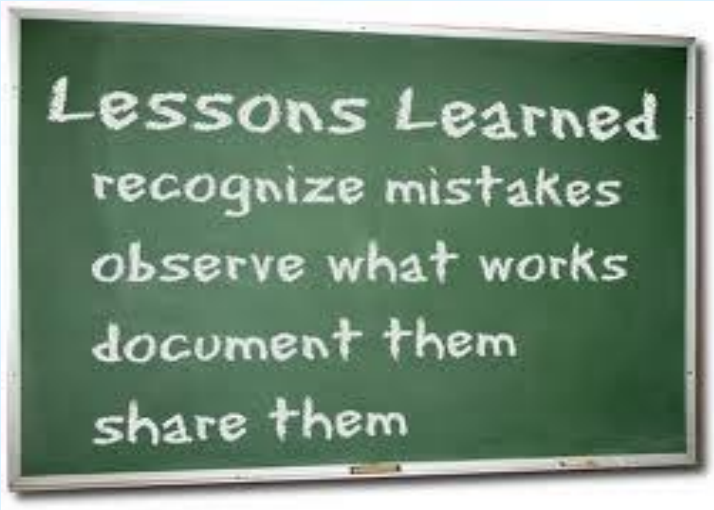 Lessons Learned
recognize mistakes
observe what works
document them
share them